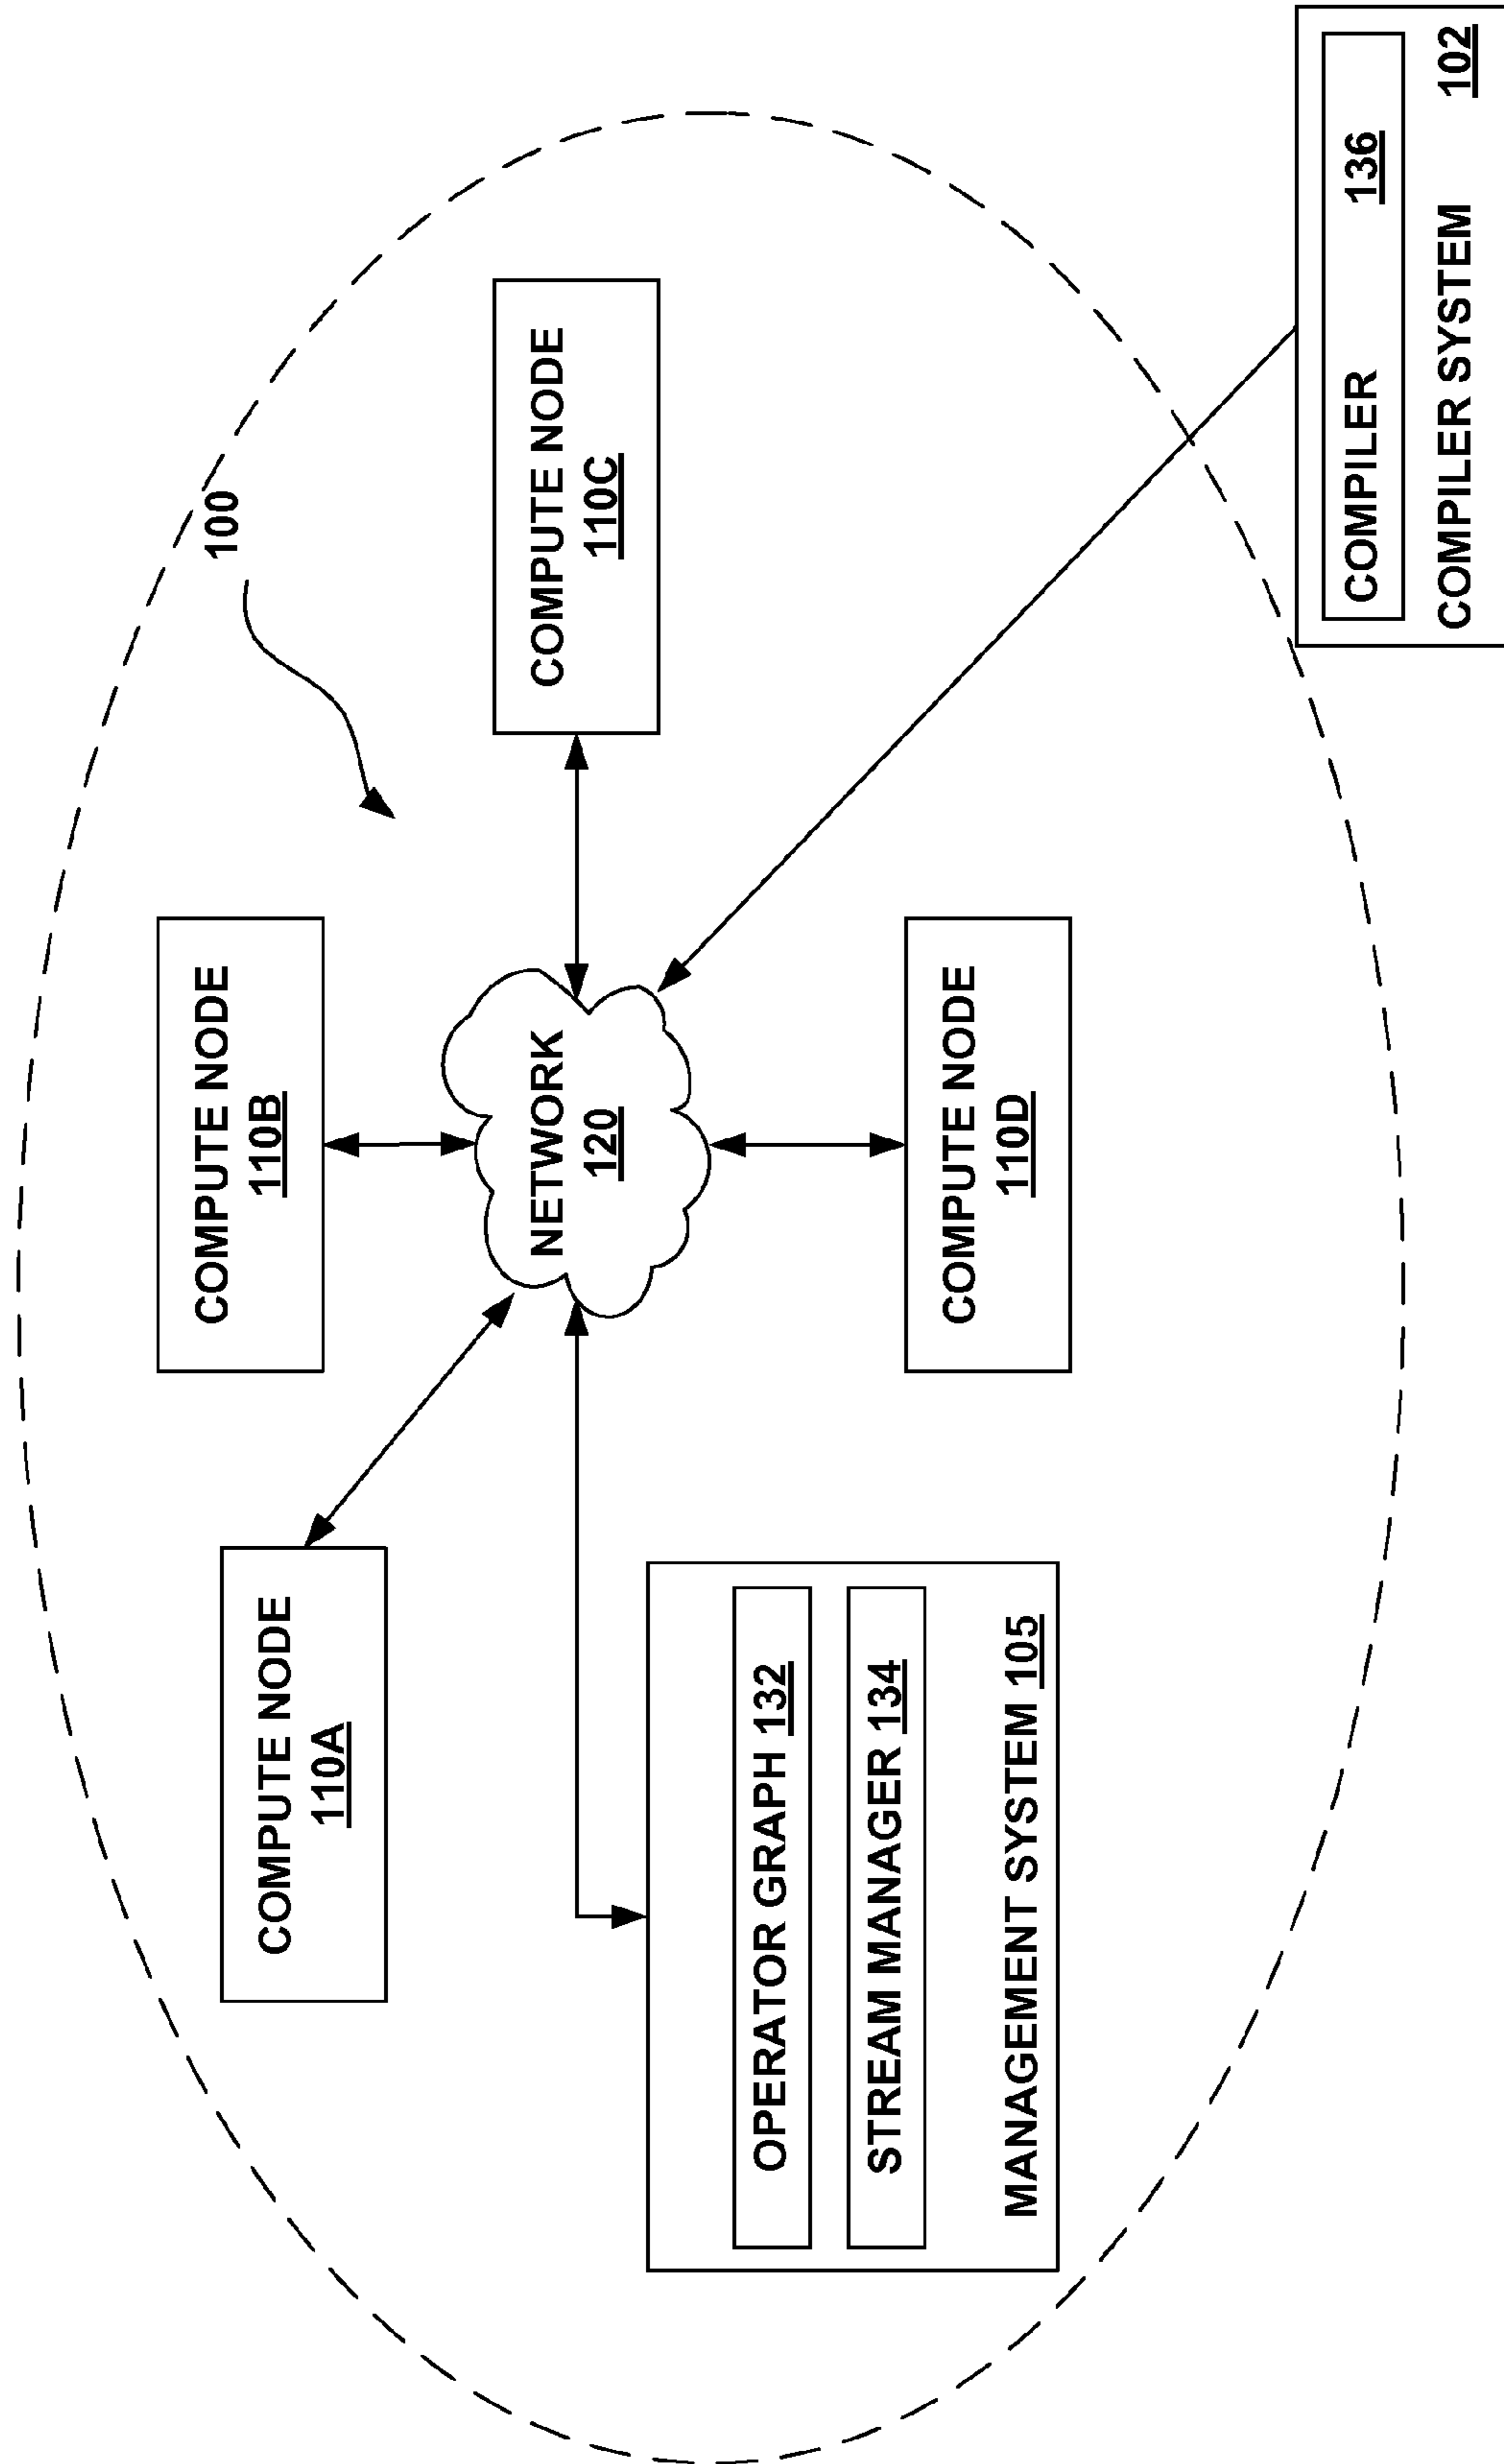 100
COMPUTE NODE
110B
COMPUTE NODE
110A
COMPUTE NODE
110C
NETWORK
120
OPERATOR GRAPH 132
STREAM MANAGER 134
MANAGEMENT SYSTEM 105
COMPUTE NODE
110D
COMPILER 136
COMPILER SYSTEM 102